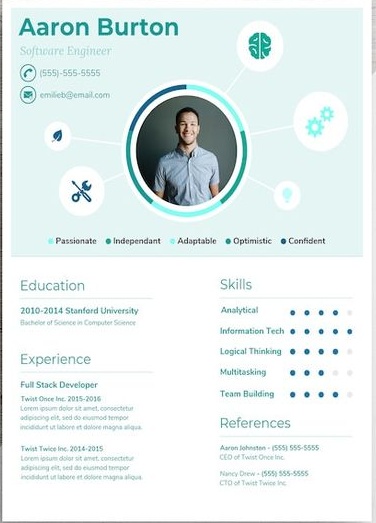 Aaron Burton
Software Engineer
(555)-555-5555
emilieb@email.com
Passionate Independant Adaptable Optimistic Confident
Education
2010-2014 Stanford University
Bachelor of Science in Computer Science
Experience
Full Stack Developer
Twist Once Inc. 2015-2016
Lorem ipsum dolor sit amet, consectetur
adipiscing elit, sed do eiusmod tempor
incididunt ut labore et dolore magna aliqua.
Twist Twice Inc. 2014-2015
Lorem ipsum dolor sit amet, consectetur
adipiscing elit, sed do eiusmod tempor
incididunt ut labore et dolore magna aliqua.
Skills
Analytical
Information Tech
Logical Thinking
Multitasking
Team Building
References
Aaron Johnston - (555) 555-5555
CEO of Twist Once Inc.
Nancy Drew - (555) 555-5555
CTO of Twist Twice Inc.